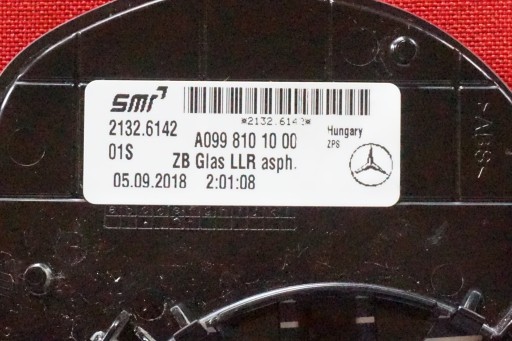 smr
*2132.6142*
2132.6142 A099 810 10 00 Hungary
ZPS
01S ZB Glas LLR asph.
05.09.2018 2:01:08
>ABS<